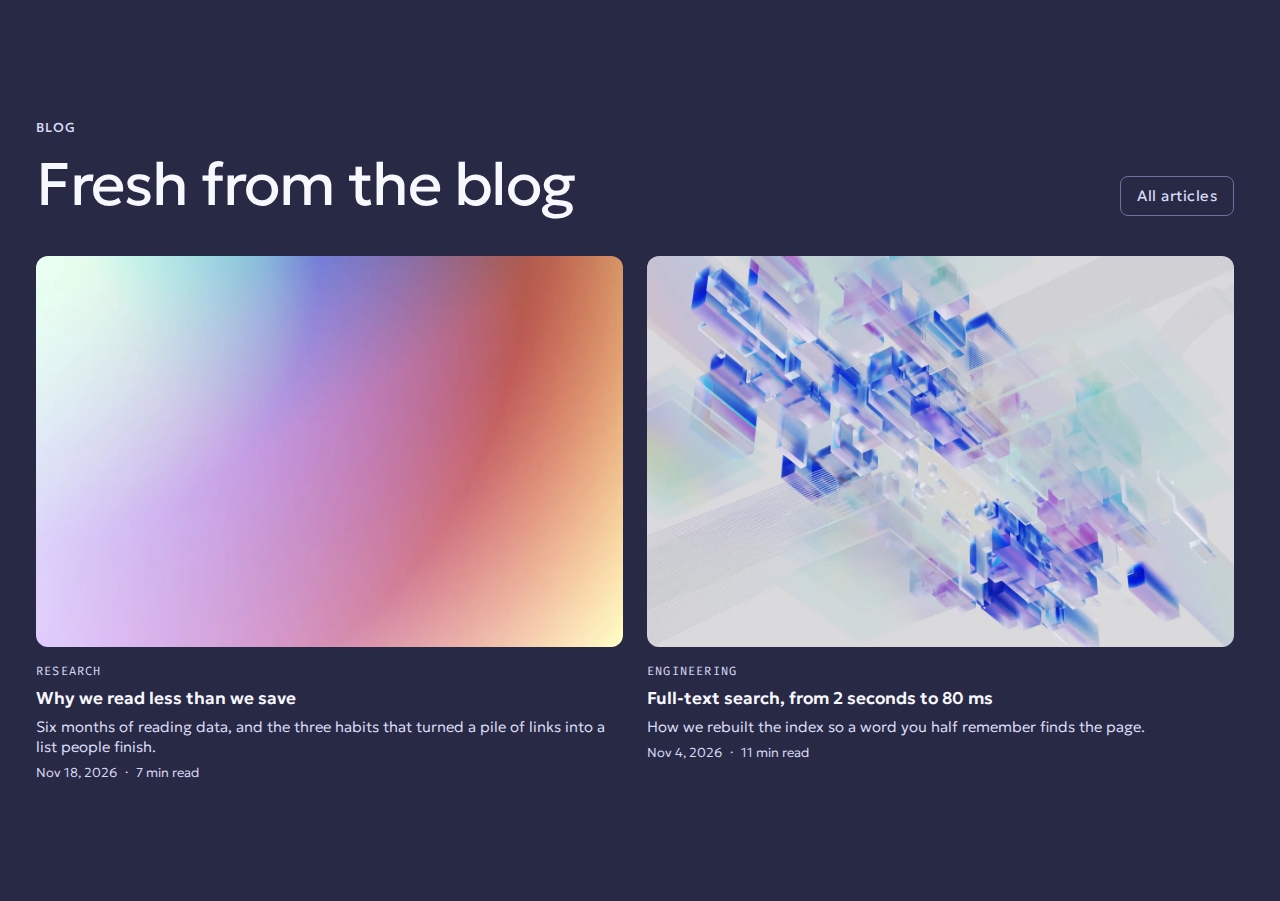 BLOG
Fresh from the blog
All articles
RESEARCH
Why we read less than we save
Six months of reading data, and the three habits that turned a pile of links into a
list people finish.
Nov 18, 2026 · 7 min read
ENGINEERING
Full-text search, from 2 seconds to 80 ms
How we rebuilt the index so a word you half remember finds the page.
Nov 4, 2026 · 11 min read